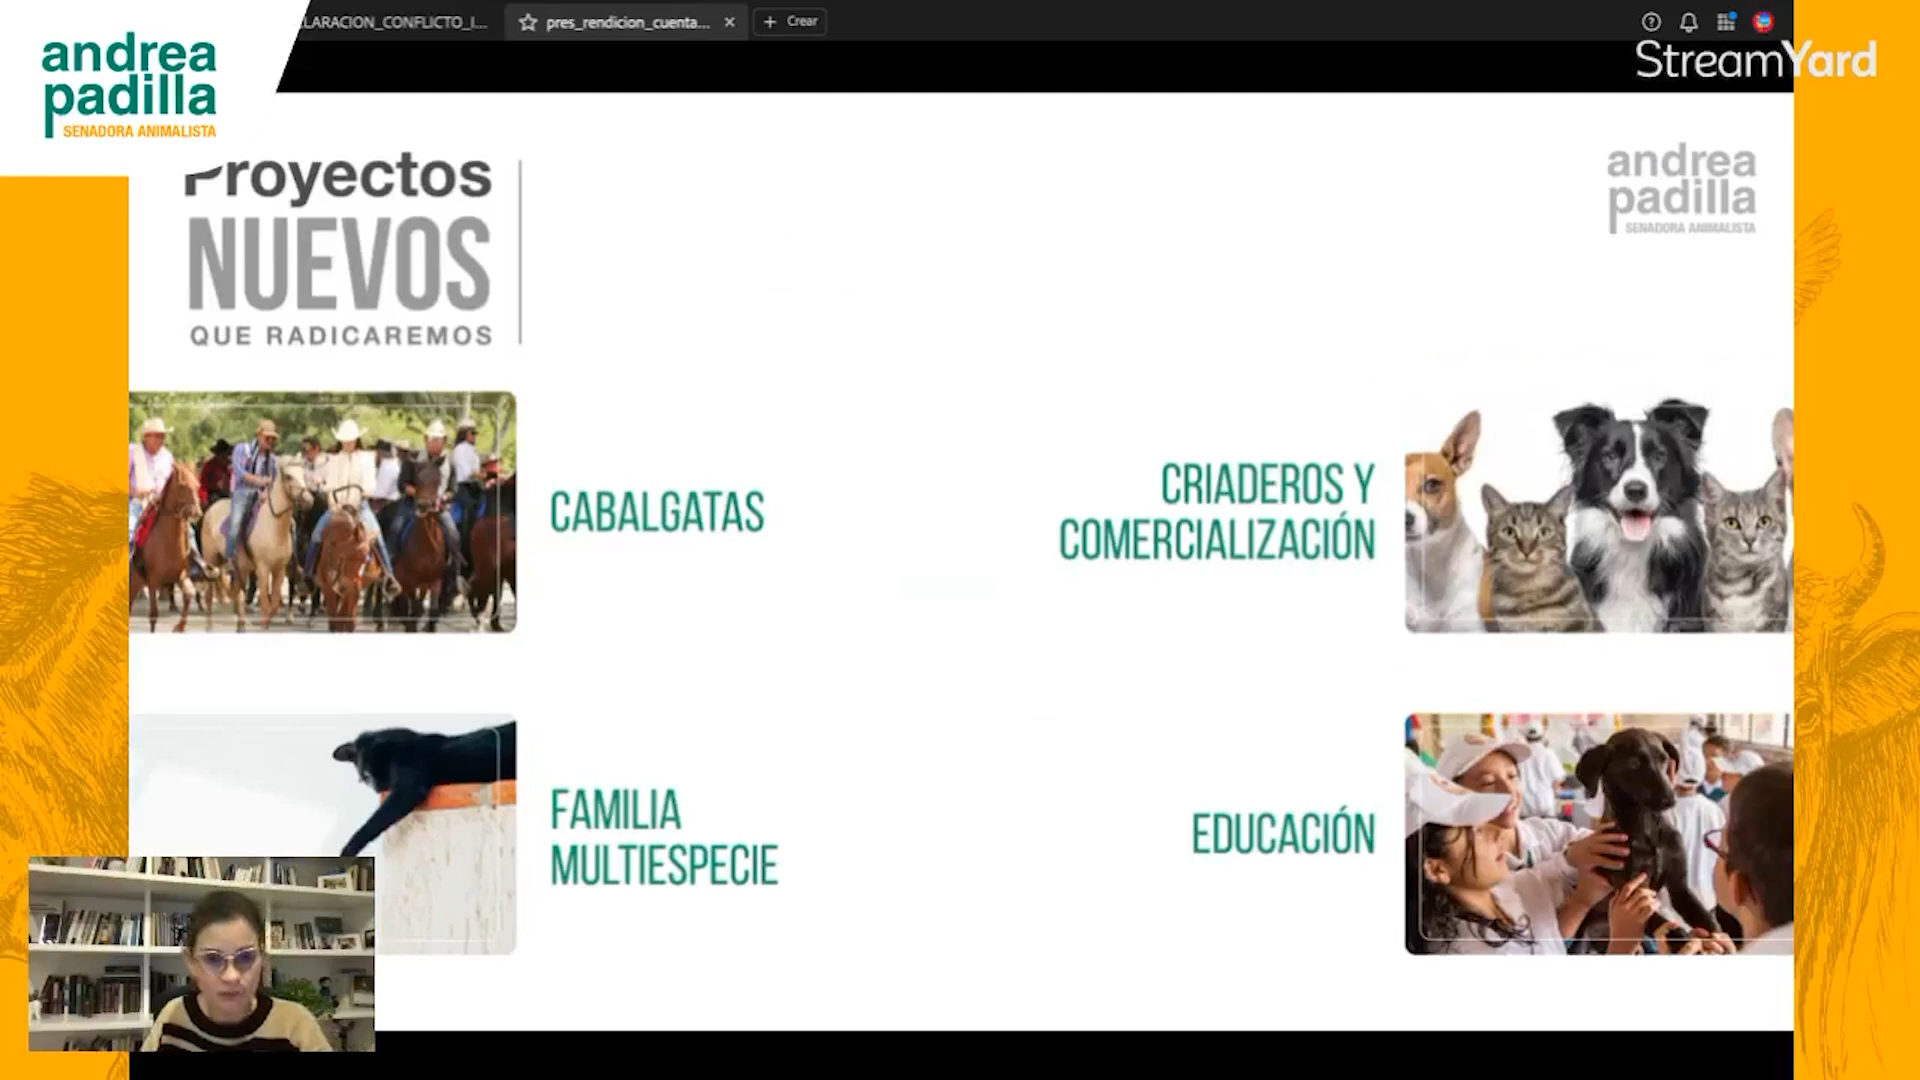 LARACION_CONFLICTO_I...
pres_rendicion_cuenta...
Crear
StreamYard
andrea
padilla
SENADORA ANIMALISTA
Proyectos
NUEVOS
QUE RADICAREMOS
andrea
padilla
SENADORA ANIMALISTA
CABALGATAS
CRIADEROS Y
COMERCIALIZACIÓN
FAMILIA
MULTIESPECIE
EDUCACIÓN